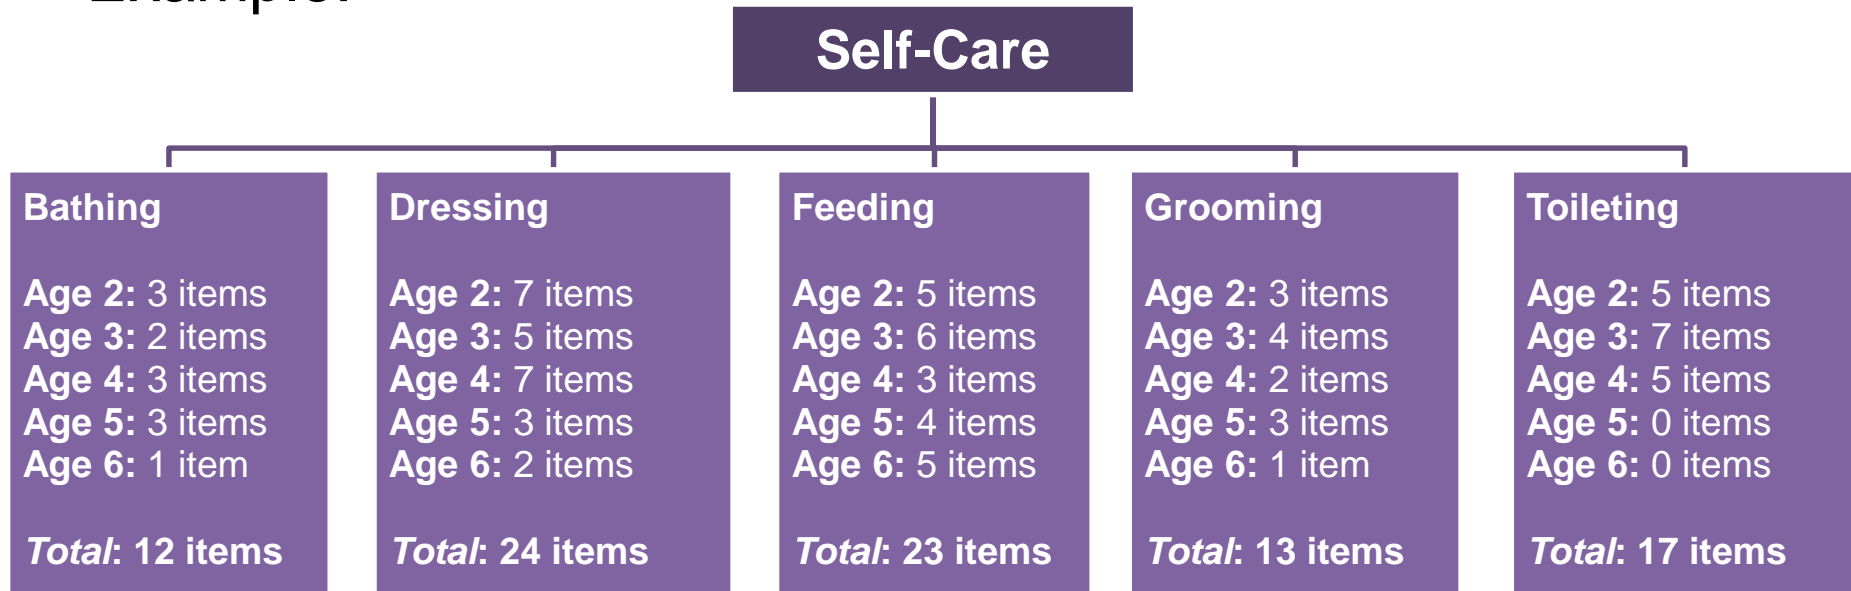 Example:
Self-Care
Bathing
Age 2: 3 items
Age 3: 2 items
Age 4: 3 items
Age 5: 3 items
Age 6: 1 item
Total: 12 items
Dressing
Age 2: 7 items
Age 3: 5 items
Age 4: 7 items
Age 5: 3 items
Age 6: 2 items
Total: 24 items
Feeding
Age 2: 5 items
Age 3: 6 items
Age 4: 3 items
Age 5: 4 items
Age 6: 5 items
Total: 23 items
Grooming
Age 2: 3 items
Age 3: 4 items
Age 4: 2 items
Age 5: 3 items
Age 6: 1 item
Total: 13 items
Toileting
Age 2: 5 items
Age 3: 7 items
Age 4: 5 items
Age 5: 0 items
Age 6: 0 items
Total: 17 items